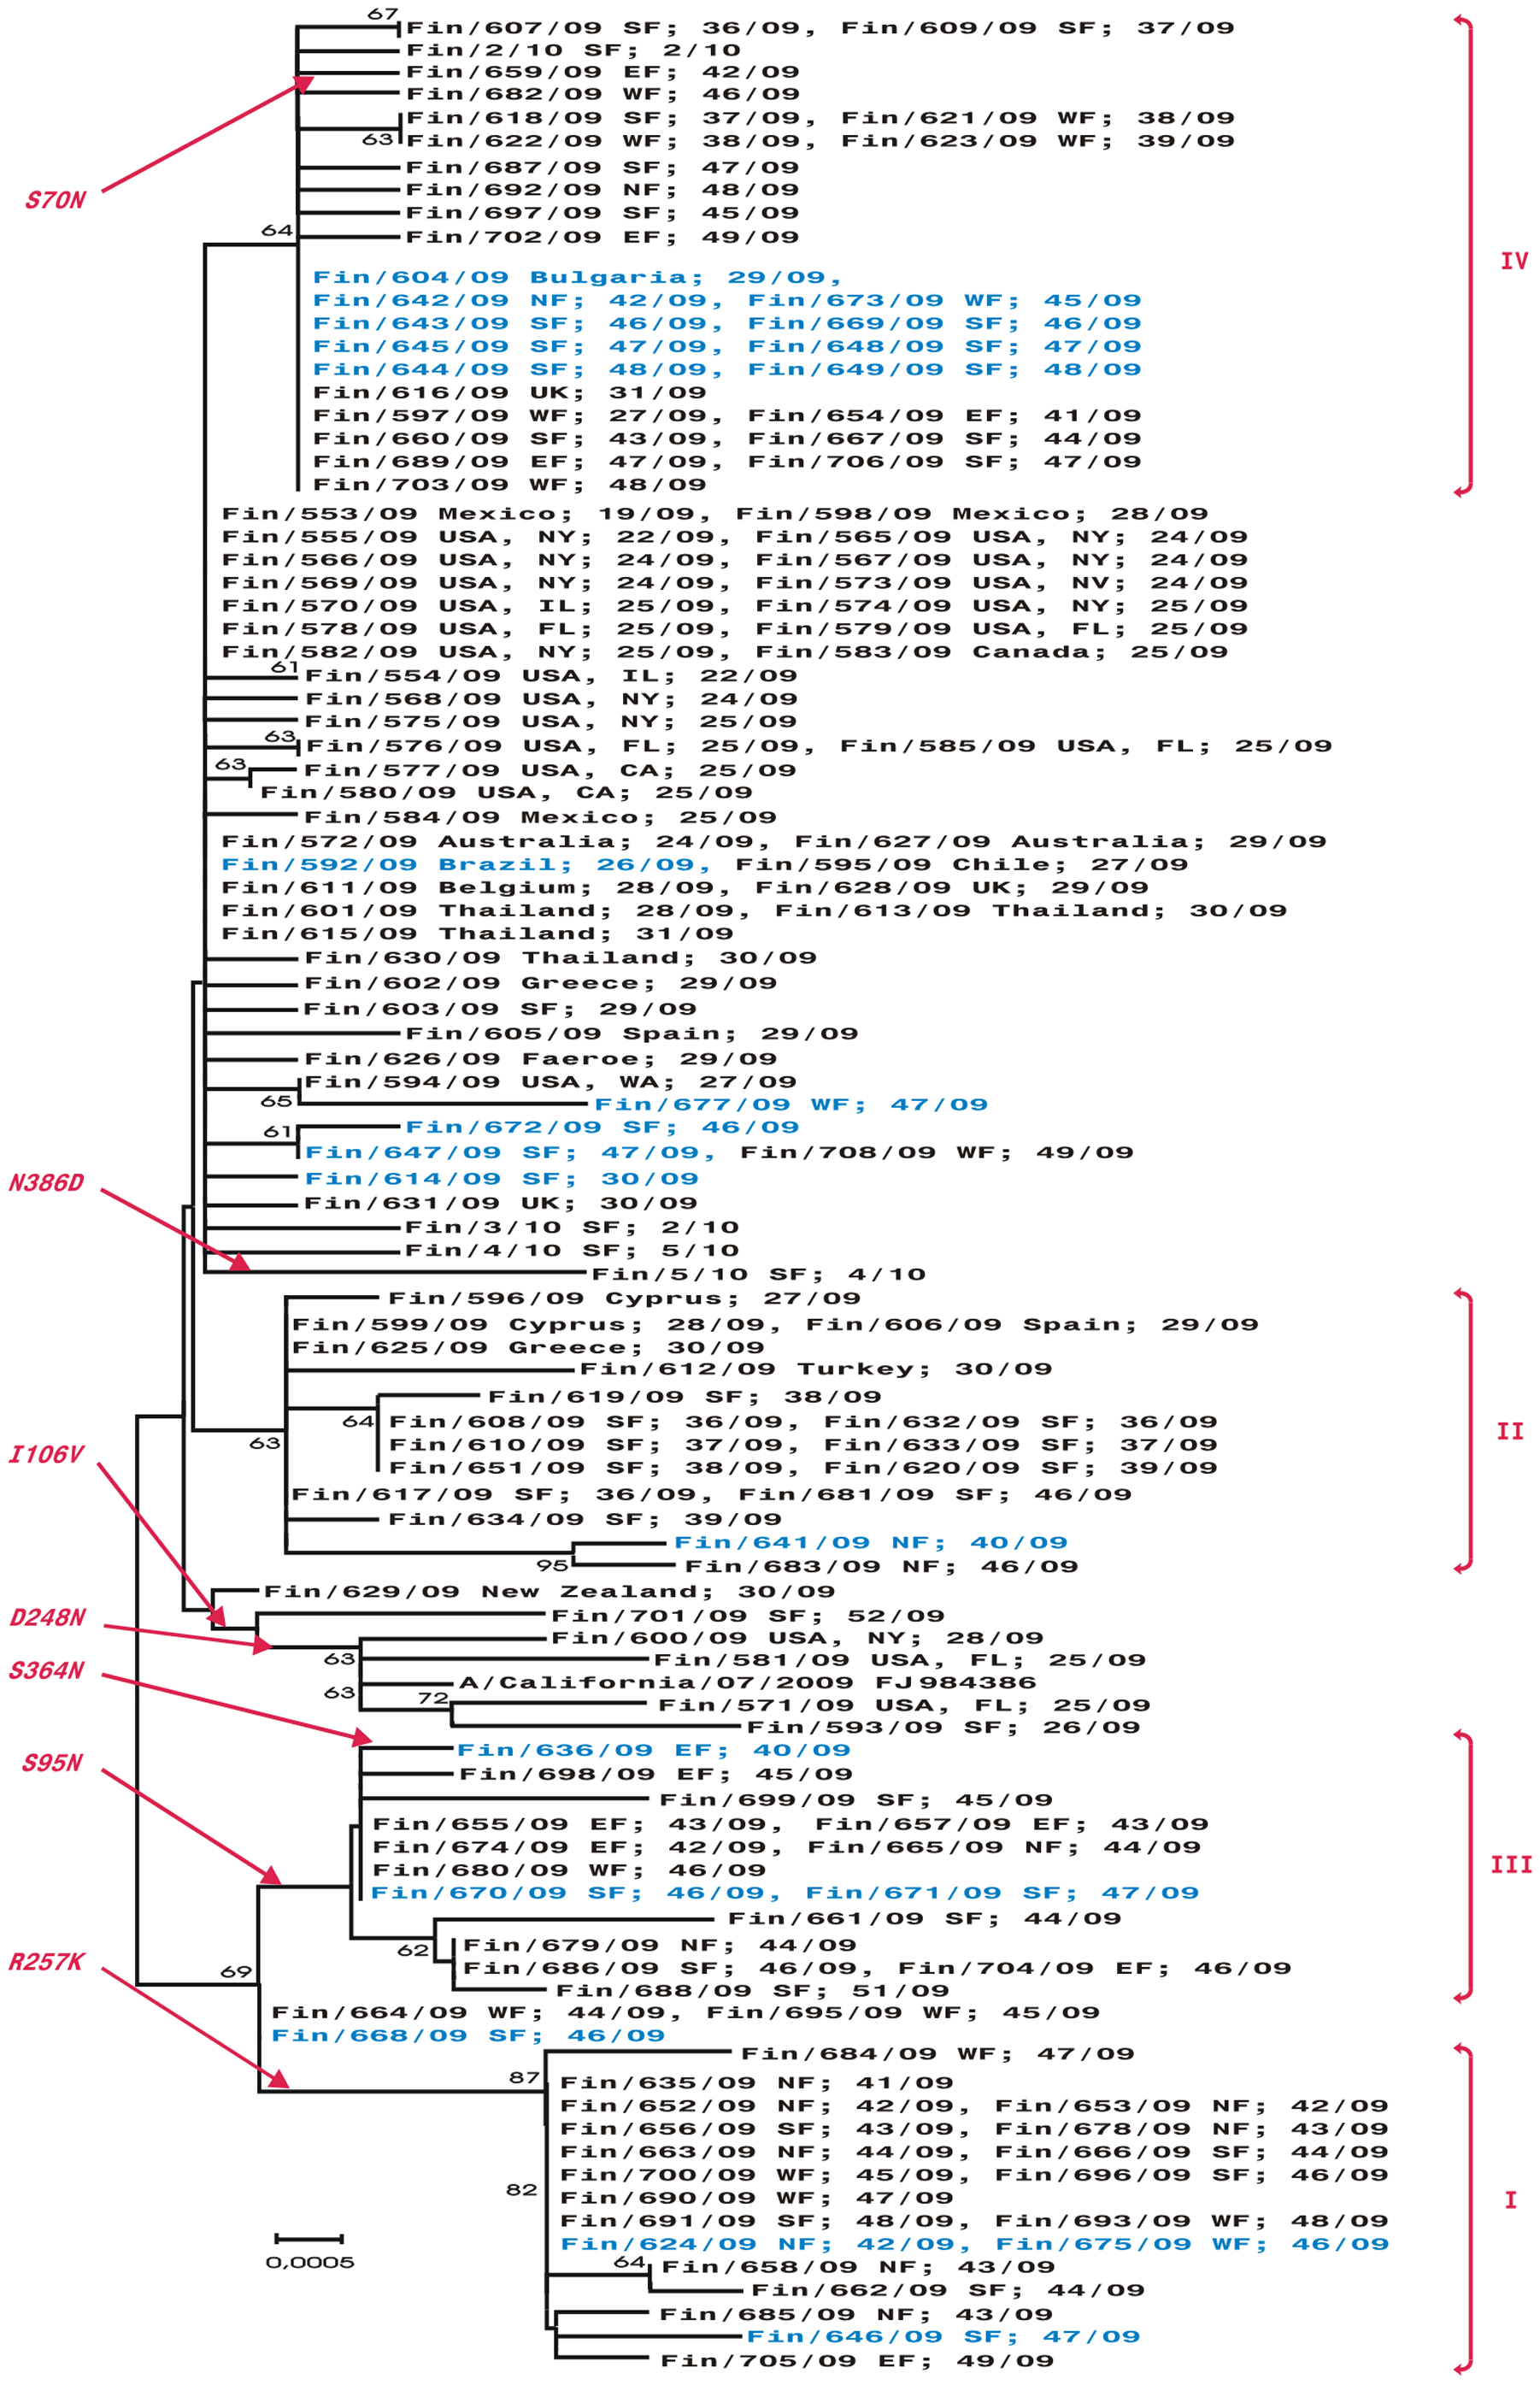 67
Fin/607/09 SF; 36/09, Fin/609/09 SF; 37/09
Fin/2/10 SF; 2/10
Fin/659/09 EF; 42/09
Fin/682/09 WF; 46/09
Fin/618/09 SF; 37/09, Fin/621/09 WF; 38/09
63
Fin/622/09 WF; 38/09, Fin/623/09 WF; 39/09
Fin/687/09 SF; 47/09
S70N
Fin/692/09 NF; 48/09
Fin/697/09 SF; 45/09
64
Fin/702/09 EF; 49/09
IV
Fin/604/09 Bulgaria; 29/09,
Fin/642/09 NF; 42/09, Fin/673/09 WF; 45/09
Fin/643/09 SF; 46/09, Fin/669/09 SF; 46/09
Fin/645/09 SF; 47/09, Fin/648/09 SF; 47/09
Fin/644/09 SF; 48/09, Fin/649/09 SF; 48/09
Fin/616/09 UK; 31/09
Fin/597/09 WF; 27/09, Fin/654/09 EF; 41/09
Fin/660/09 SF; 43/09, Fin/667/09 SF; 44/09
Fin/689/09 EF; 47/09, Fin/706/09 SF; 47/09
Fin/703/09 WF; 48/09
Fin/553/09 Mexico; 19/09, Fin/598/09 Mexico; 28/09
Fin/555/09 USA, NY; 22/09, Fin/565/09 USA, NY; 24/09
Fin/566/09 USA, NY; 24/09, Fin/567/09 USA, NY; 24/09
Fin/569/09 USA, NY; 24/09, Fin/573/09 USA, NV; 24/09
Fin/570/09 USA, IL; 25/09, Fin/574/09 USA, NY; 25/09
Fin/578/09 USA, FL; 25/09, Fin/579/09 USA, FL; 25/09
Fin/582/09 USA, NY; 25/09, Fin/583/09 Canada; 25/09
61
Fin/554/09 USA, IL; 22/09
Fin/568/09 USA, NY; 24/09
Fin/575/09 USA, NY; 25/09
63
Fin/576/09 USA, FL; 25/09, Fin/585/09 USA, FL; 25/09
63
Fin/577/09 USA, CA; 25/09
Fin/580/09 USA, CA; 25/09
Fin/584/09 Mexico; 25/09
Fin/572/09 Australia; 24/09, Fin/627/09 Australia; 29/09
Fin/592/09 Brazil; 26/09, Fin/595/09 Chile; 27/09
Fin/611/09 Belgium; 28/09, Fin/628/09 UK; 29/09
Fin/601/09 Thailand; 28/09, Fin/613/09 Thailand; 30/09
Fin/615/09 Thailand; 31/09
Fin/630/09 Thailand; 30/09
Fin/602/09 Greece; 29/09
Fin/603/09 SF; 29/09
Fin/605/09 Spain; 29/09
Fin/626/09 Faeroe; 29/09
Fin/594/09 USA, WA; 27/09
65
Fin/677/09 WF; 47/09
61
Fin/672/09 SF; 46/09
Fin/647/09 SF; 47/09, Fin/708/09 WF; 49/09
N386D
Fin/614/09 SF; 30/09
Fin/631/09 UK; 30/09
Fin/3/10 SF; 2/10
Fin/4/10 SF; 5/10
Fin/5/10 SF; 4/10
Fin/596/09 Cyprus; 27/09
Fin/599/09 Cyprus; 28/09, Fin/606/09 Spain; 29/09
Fin/625/09 Greece; 30/09
Fin/612/09 Turkey; 30/09
Fin/619/09 SF; 38/09
64
Fin/608/09 SF; 36/09, Fin/632/09 SF; 36/09
II
63
Fin/610/09 SF; 37/09, Fin/633/09 SF; 37/09
I106V
Fin/651/09 SF; 38/09, Fin/620/09 SF; 39/09
Fin/617/09 SF; 36/09, Fin/681/09 SF; 46/09
Fin/634/09 SF; 39/09
Fin/641/09 NF; 40/09
95
Fin/683/09 NF; 46/09
Fin/629/09 New Zealand; 30/09
D248N
Fin/701/09 SF; 52/09
Fin/600/09 USA, NY; 28/09
63
Fin/581/09 USA, FL; 25/09
S364N
A/California/07/2009 FJ984386
63
72
Fin/571/09 USA, FL; 25/09
Fin/593/09 SF; 26/09
Fin/636/09 EF; 40/09
S95N
Fin/698/09 EF; 45/09
Fin/699/09 SF; 45/09
Fin/655/09 EF; 43/09, Fin/657/09 EF; 43/09
Fin/674/09 EF; 42/09, Fin/665/09 NF; 44/09
III
Fin/680/09 WF; 46/09
Fin/670/09 SF; 46/09, Fin/671/09 SF; 47/09
Fin/661/09 SF; 44/09
62
Fin/679/09 NF; 44/09
R257K
69
Fin/686/09 SF; 46/09, Fin/704/09 EF; 46/09
Fin/688/09 SF; 51/09
Fin/664/09 WF; 44/09, Fin/695/09 WF; 45/09
Fin/668/09 SF; 46/09
Fin/684/09 WF; 47/09
87
Fin/635/09 NF; 41/09
Fin/652/09 NF; 42/09, Fin/653/09 NF; 42/09
Fin/656/09 SF; 43/09, Fin/678/09 NF; 43/09
Fin/663/09 NF; 44/09, Fin/666/09 SF; 44/09
Fin/700/09 WF; 45/09, Fin/696/09 SF; 46/09
82
Fin/690/09 WF; 47/09
I
Fin/691/09 SF; 48/09, Fin/693/09 WF; 48/09
Fin/624/09 NF; 42/09, Fin/675/09 WF; 46/09
0,0005
64
Fin/658/09 NF; 43/09
Fin/662/09 SF; 44/09
Fin/685/09 NF; 43/09
Fin/646/09 SF; 47/09
Fin/705/09 EF; 49/09